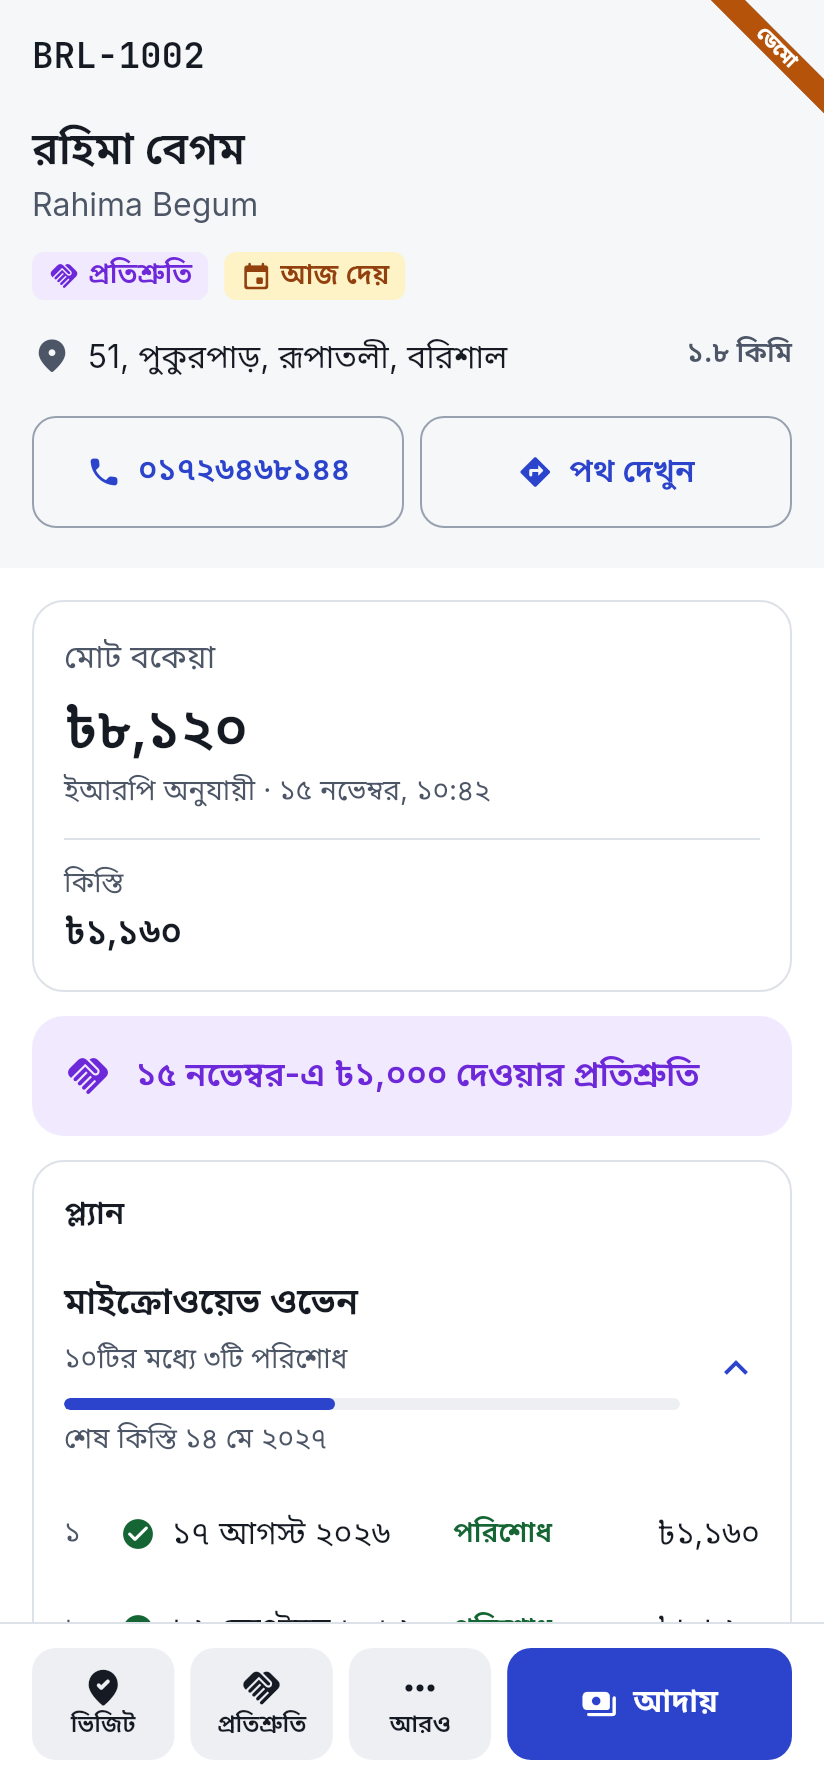 BRL-1002
ডেমো
রহিমা বেগম
Rahima Begum
প্রতিশ্রুতি আজ দেয়
51, পুকুরপাড়, রূপাতলী, বরিশাল ১.৮ কিমি
০১৭২৬৪৬৮১৪৪ পথ দেখুন
মোট বকেয়া
৳৮,১২০
ইআরপি অনুযায়ী · ১৫ নভেম্বর, ১০:৪২
কিস্তি
৳১,১৬০
১৫ নভেম্বর-এ ৳১,০০০ দেওয়ার প্রতিশ্রুতি
প্ল্যান
মাইক্রোওয়েভ ওভেন
১০টির মধ্যে ৩টি পরিশোধ
শেষ কিস্তি ১৪ মে ২০২৭
১ ১৭ আগস্ট ২০২৬ পরিশোধ ৳১,১৬০
ভিজিট প্রতিশ্রুতি আরও আদায়